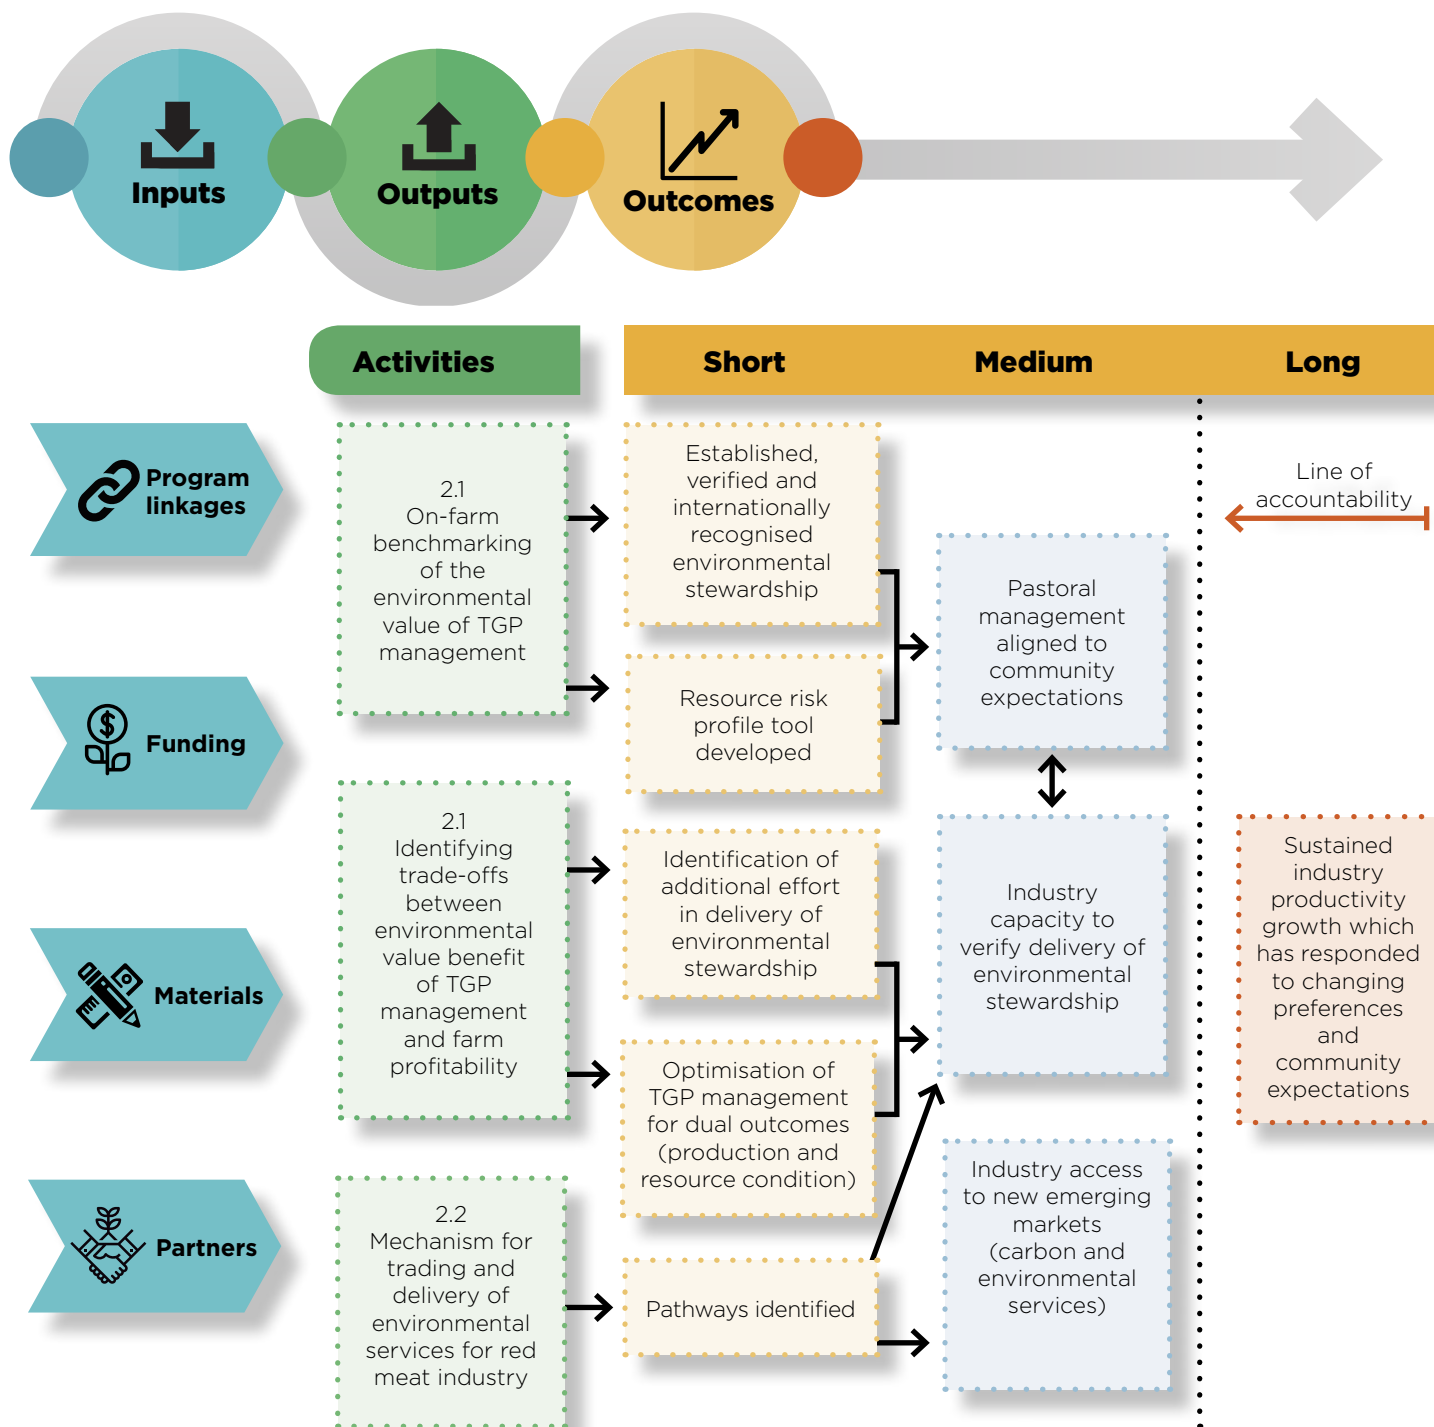 Inputs
Outputs
Outcomes
Activities
Short
Medium
Long
Program
linkages
Funding
Materials
Partners
2.1
On-farm
benchmarking
of the
environmental
value of TGP
management
2.1
Identifying
trade-offs
between
environmental
value benefit
of TGP
management
and farm
profitability
2.2
Mechanism for
trading and
delivery of
environmental
services for red
meat industry
Established,
verified and
internationally
recognised
environmental
stewardship
Resource risk
profile tool
developed
Identification of
additional effort
in delivery of
environmental
stewardship
Optimisation of
TGP management
for dual outcomes
(production and
resource condition)
Pathways identified
Pastoral
management
aligned to
community
expectations
Industry
capacity to
verify delivery of
environmental
stewardship
Industry access
to new emerging
markets
(carbon and
environmental
services)
Line of
accountability
Sustained
industry
productivity
growth which
has responded
to changing
preferences
and
community
expectations